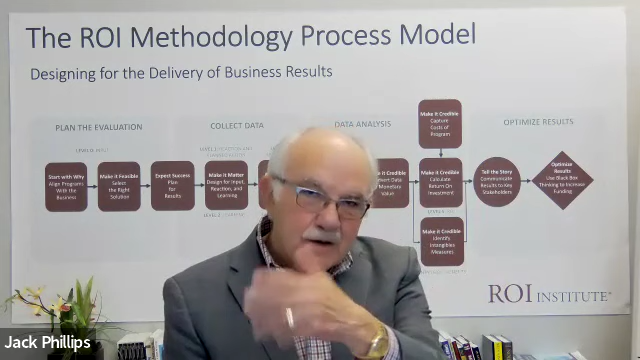 The ROI Methodology Process Model
Designing for the Delivery of Business Results
PLAN THE EVALUATION
COLLECT DATA
DATA ANALYSIS
OPTIMIZE RESULTS
Start with Why
Align Programs
With the
Business
Make it Feasible
Select the
Right
Solution
Expect Success
Plan
for
Results
Make it Matter
Design for Input,
Reaction, and
Learning
Credible
Data
Monetary
Value
Make it Credible
Capture
Costs of
Program
Make it Credible
Calculate
Return On
Investment
Make it Credible
Identify
Intangibles
Measures
Tell the Story
Communicate
Results to Key
Stakeholders
Optimize
Results
Use Black Box
Thinking to Increase
Funding
ROI INSTITUTE
Jack Phillips